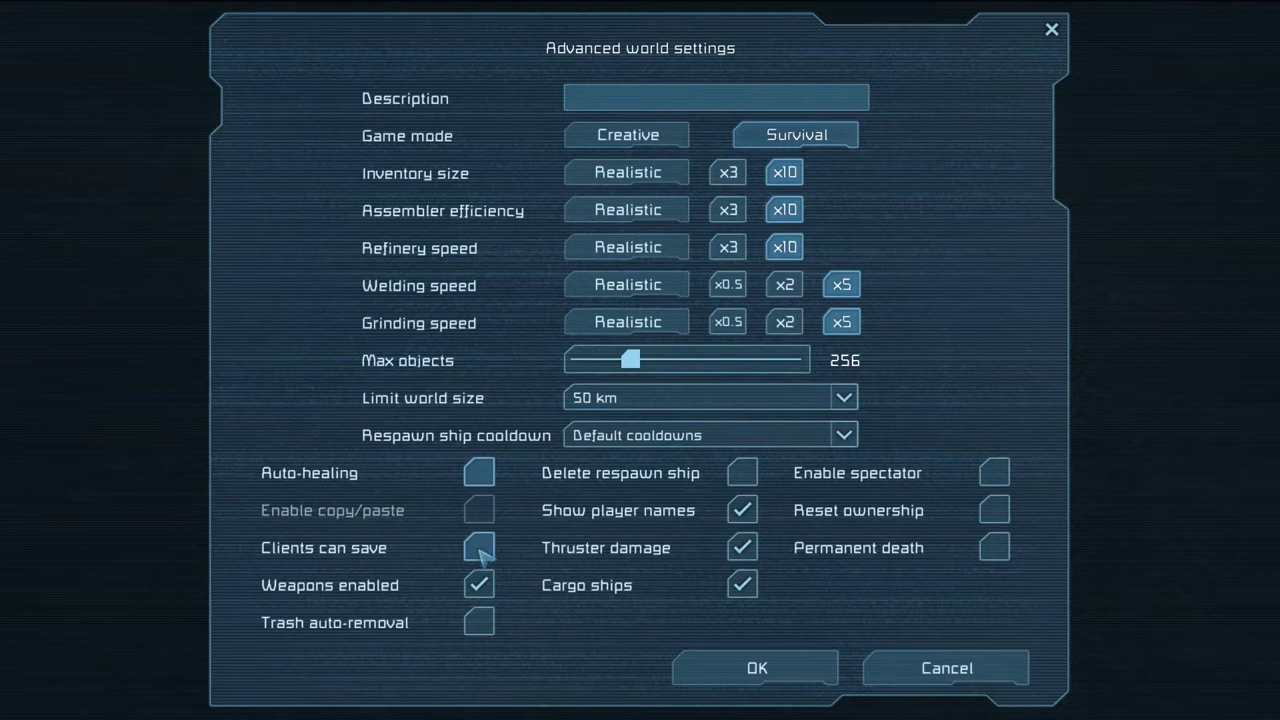 Advanced world settings
Description
Game mode Creative Survival
Inventory size Realistic x3 x10
Assembler efficiency Realistic x3 x10
Refinery speed Realistic x3 x10
Welding speed Realistic x0.5 x2 x5
Grinding speed Realistic x0.5 x2 x5
Max objects 256
Limit world size 50 km
Respawn ship cooldown Default cooldowns
Auto-healing Delete respawn ship Enable spectator
Enable copy/paste Show player names Reset ownership
Clients can save Thruster damage Permanent death
Weapons enabled Cargo ships
Trash auto-removal
OK Cancel